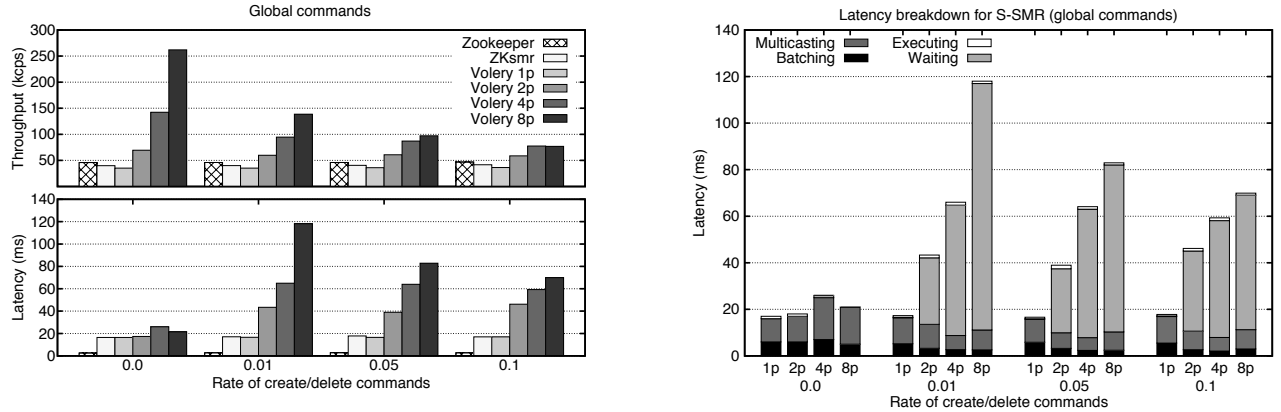 Global commands
Throughput (kcps)
300
250
200
150
100
50
Zookeeper
ZKsmr
Volery 1p
Volery 2p
Volery 4p
Volery 8p
Latency (ms)
140
120
100
80
60
40
20
0
0.0 0.01 0.05 0.1
Rate of create/delete commands
Latency breakdown for S-SMR (global commands)
Latency (ms)
140
120
100
80
60
40
20
0
Multicasting Executing
Batching Waiting
1p 2p 4p 8p 1p 2p 4p 8p 1p 2p 4p 8p 1p 2p 4p 8p
0.0 0.01 0.05 0.1
Rate of create/delete commands